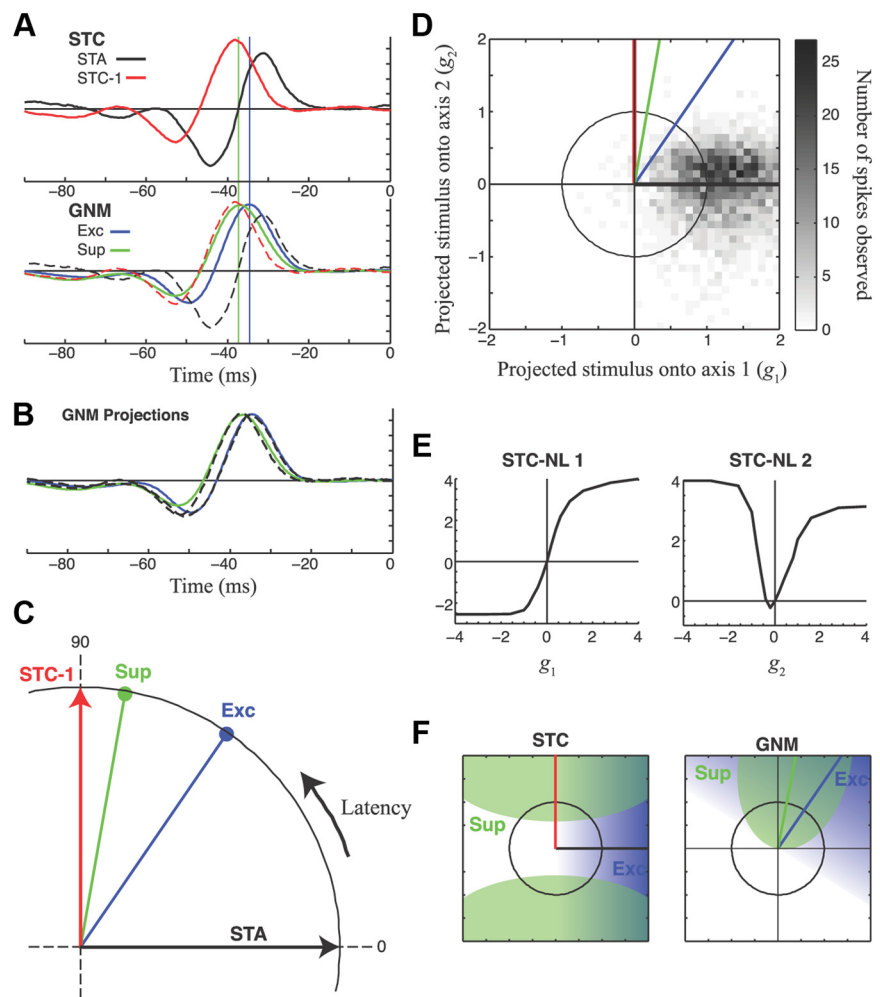 A
STC
STA
STC-1
−80
−60
−40
−20
0
GNM
Exc
Sup
−80
−60
−40
−20
0
Time (ms)
B
GNM Projections
−80
−60
−40
−20
0
Time (ms)
C
90
STC-1
Sup
Exc
Latency
STA
0
D
Projected stimulus onto axis 2 (g2)
2
1
0
−1
−2
−2
−1
0
1
2
Projected stimulus onto axis 1 (g1)
25
20
15
10
5
0
Number of spikes observed
E
STC-NL 1
4
2
0
−2
−4
−2
0
2
4
g1
STC-NL 2
4
2
0
−4
−2
0
2
4
g2
F
STC
Sup
Exc
GNM
Sup
Exc